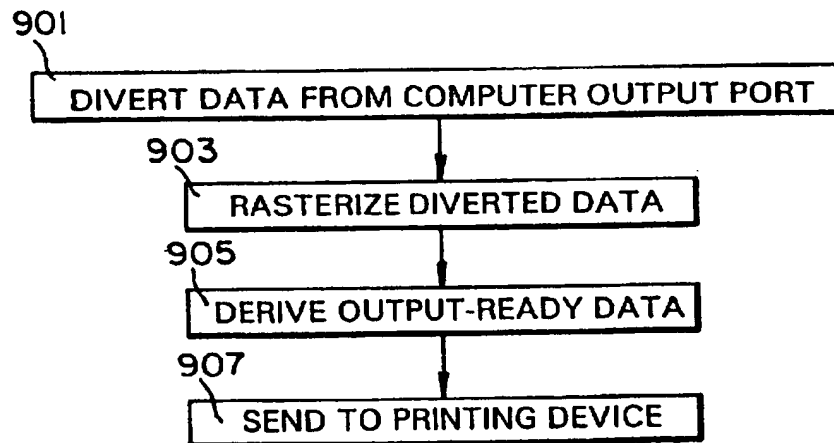 901
DIVERT DATA FROM COMPUTER OUTPUT PORT
903
RASTERIZE DIVERTED DATA
905
DERIVE OUTPUT-READY DATA
907
SEND TO PRINTING DEVICE